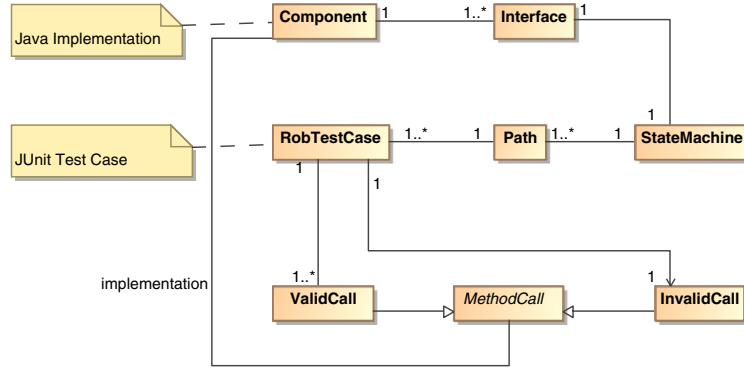 Component
1
1..*
Interface
1
Java Implementation
1
RobTestCase
1..*
1
Path
1..*
1
StateMachine
JUnit Test Case
1
1
implementation
1..*
1
ValidCall
MethodCall
InvalidCall